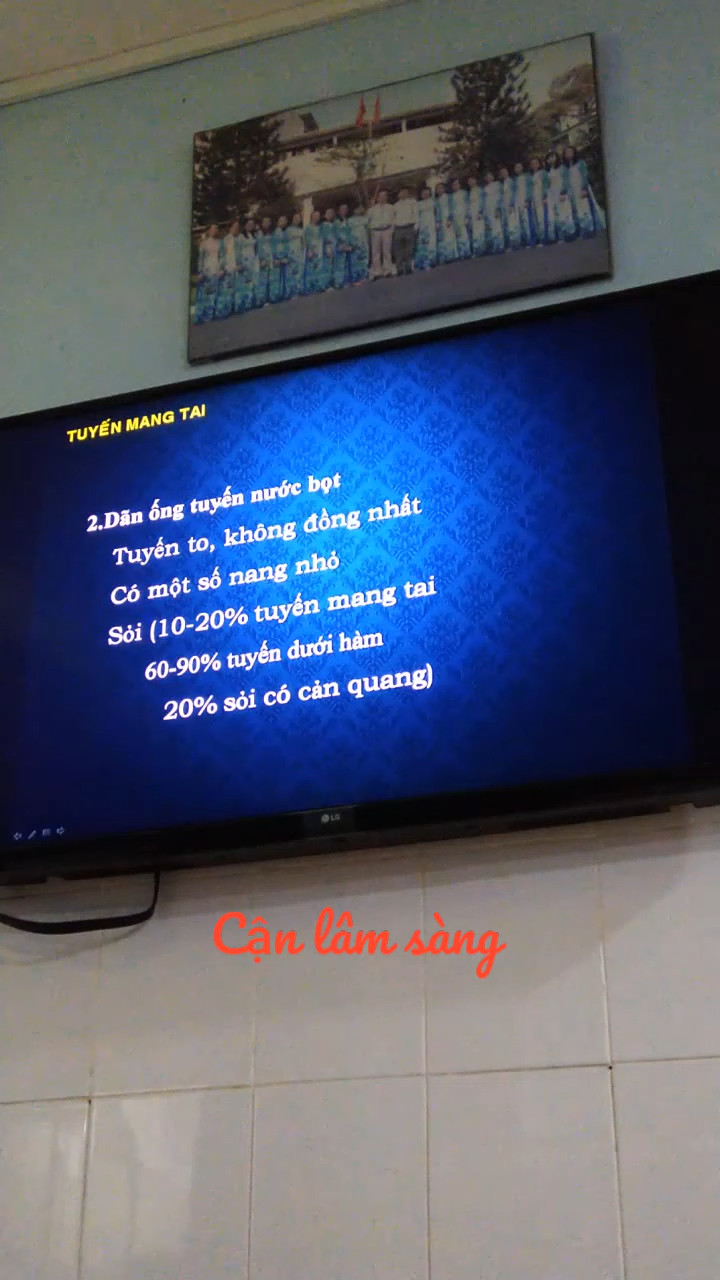 TUYẾN MANG TAI
2.Dãn ống tuyến nước bọt
Tuyến to, không đồng nhất
Có một số nang nhỏ
Sỏi (10-20% tuyến mang tai
60-90% tuyến dưới hàm
20% sỏi có cản quang)
LG
Cận lâm sàng